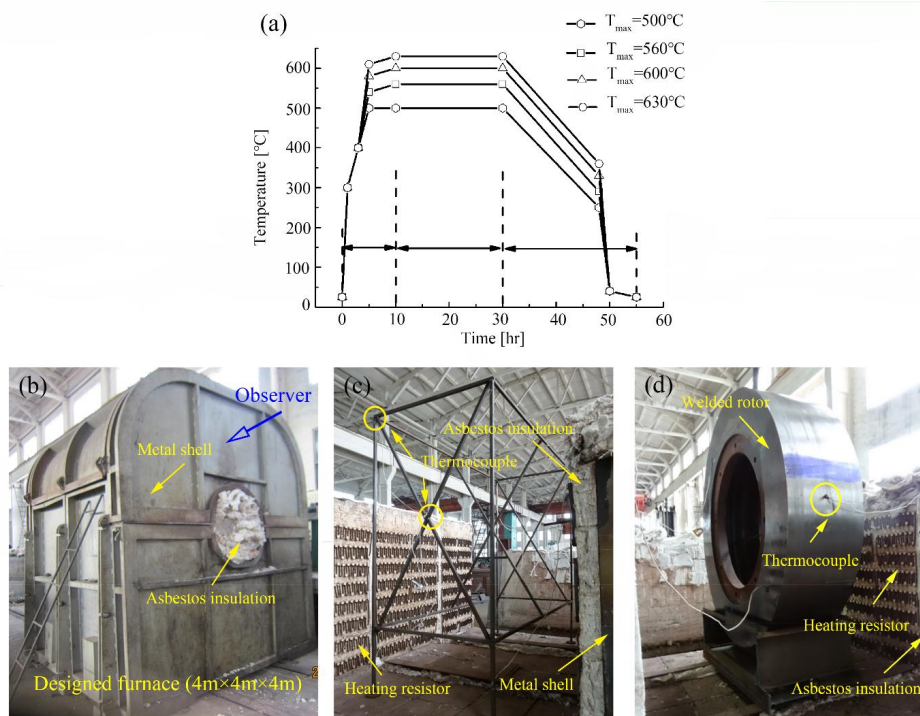 (a)
T max=500℃
T max=560℃
T max=600℃
T max=630℃
Temperature [℃]
600
500
400
300
200
100
0
0
10
20
30
40
50
60
Time [hr]
(b)
Observer
Metal shell
Asbestos insulation
Designed furnace (4m×4m×4m)
2
(c)
Asbestos insulation
Thermocouple
Heating resistor
Metal shell
(d)
Welded rotor
Thermocouple
Heating resistor
Asbestos insulation